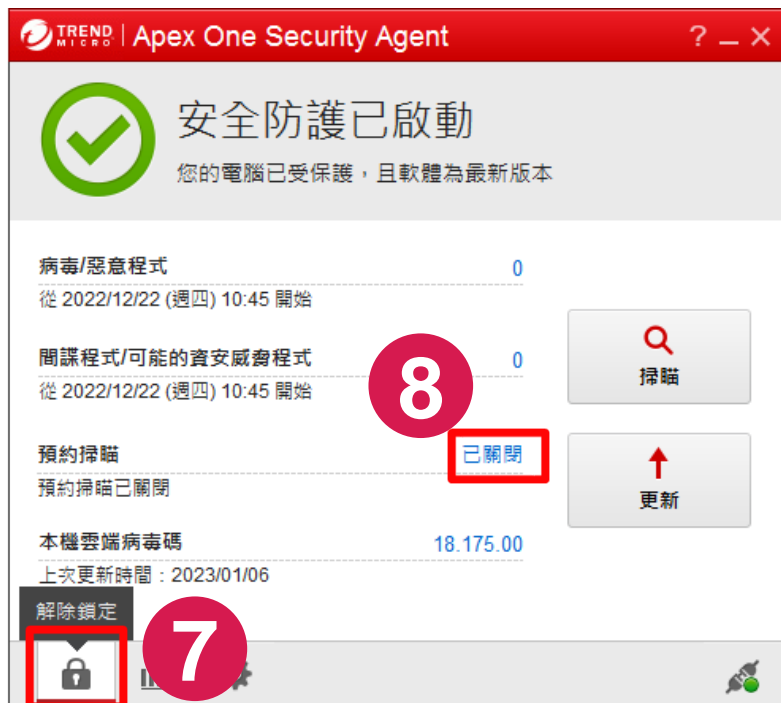 TREND MICRO | Apex One Security Agent
? _ ×
安全防護已啟動
您的電腦已受保護，且軟體為最新版本
病毒/惡意程式 0
從 2022/12/22 (週四) 10:45 開始
間諜程式/可能的資安威脅程式 0
從 2022/12/22 (週四) 10:45 開始
8
掃瞄
預約掃瞄 已關閉
預約掃瞄已關閉
更新
本機雲端病毒碼 18.175.00
上次更新時間：2023/01/06
解除鎖定
7